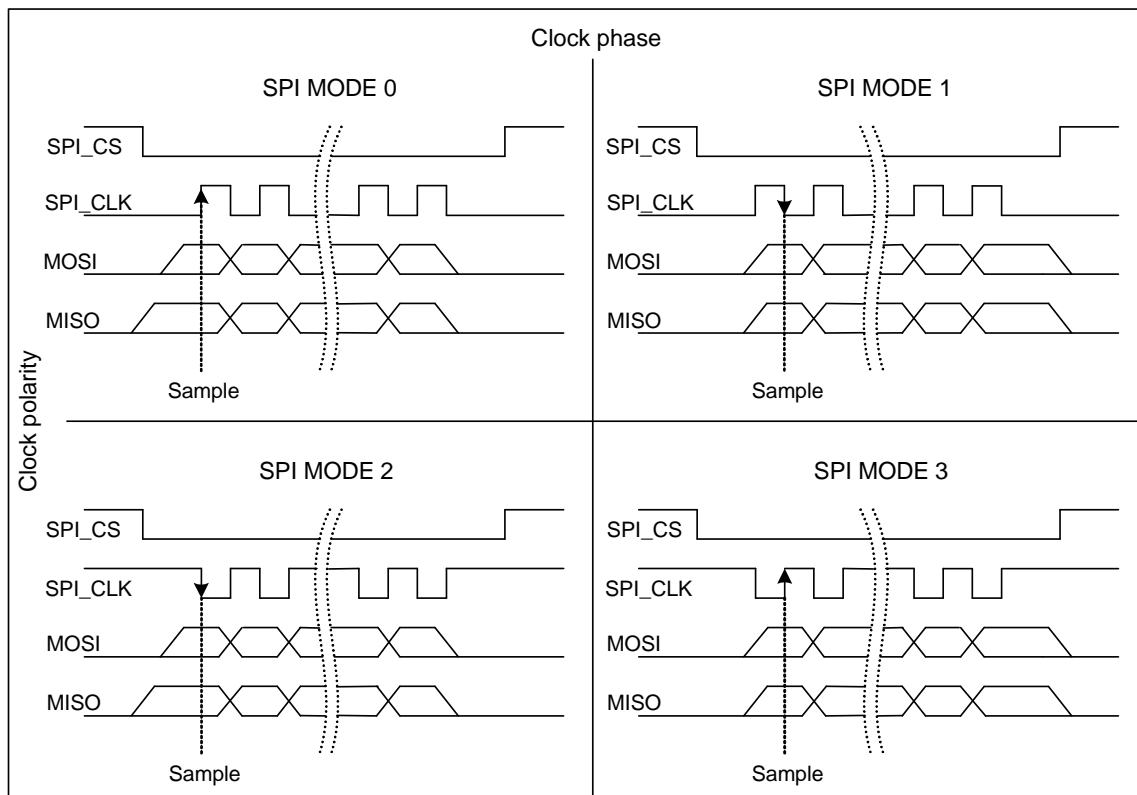 Clock phase
SPI MODE 0
SPI_CS
SPI_CLK
MOSI
MISO
Sample
SPI MODE 1
SPI_CS
SPI_CLK
MOSI
MISO
Sample
Clock polarity
SPI MODE 2
SPI_CS
SPI_CLK
MOSI
MISO
Sample
SPI MODE 3
SPI_CS
SPI_CLK
MOSI
MISO
Sample